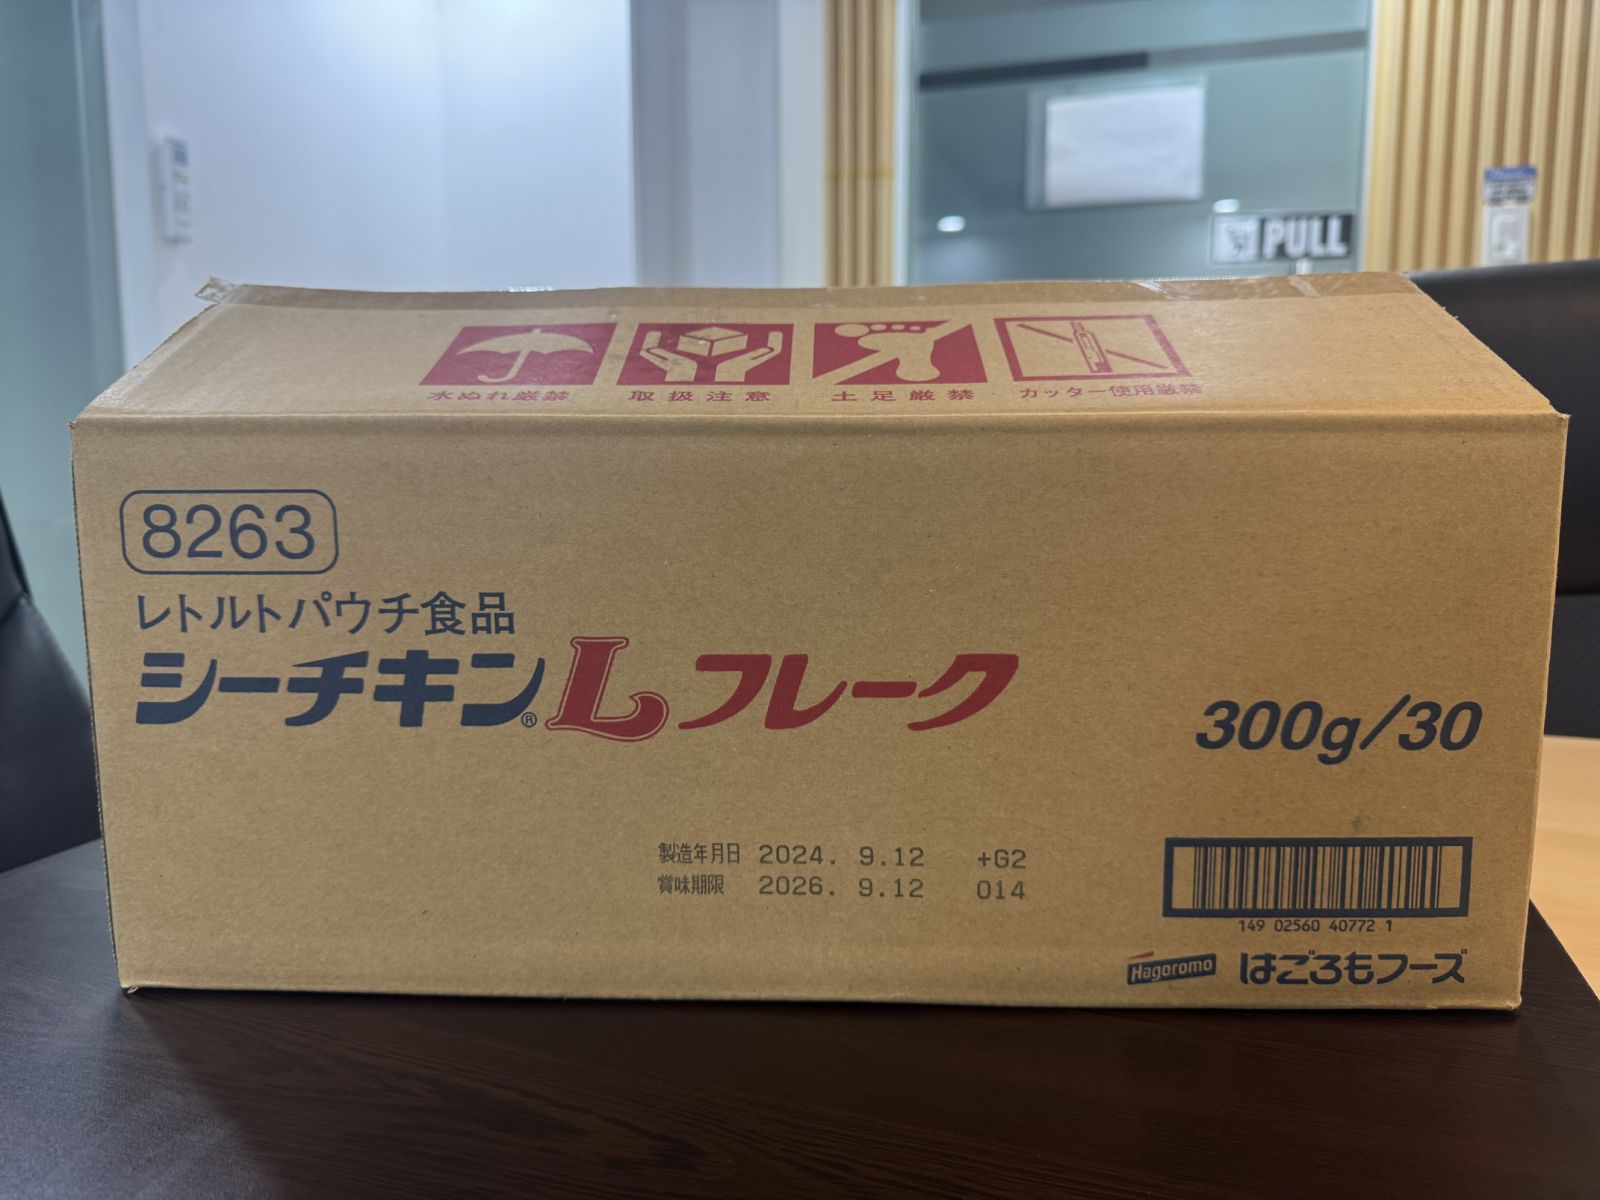 PULL
水ぬれ厳禁 取扱注意 土足厳禁 カッター使用厳禁
8263
レトルトパウチ食品
シーチキン®Lフレーク
300g/30
製造年月日 2024. 9.12 +G2
賞味期限 2026. 9.12 014
149 02560 40772 1
Hagoromo はごろもフーズ